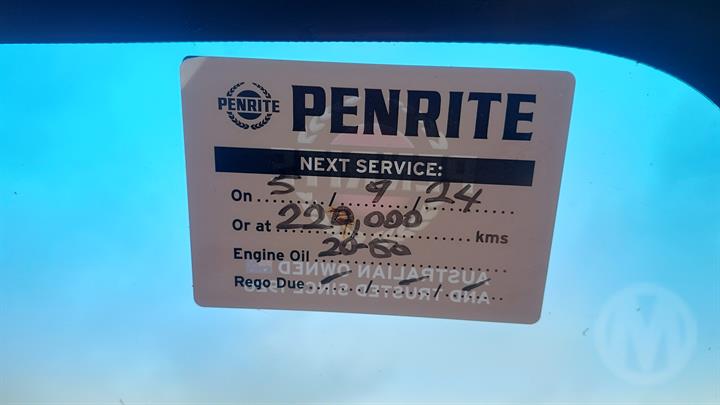 PENRITE PENRITE
NEXT SERVICE:
On 5/9/24
Or at 220,000 kms
Engine Oil 20-50
Rego Due - / - / -
AUSTRALIAN OWNED
AND TRUSTED SINCE 1926
M